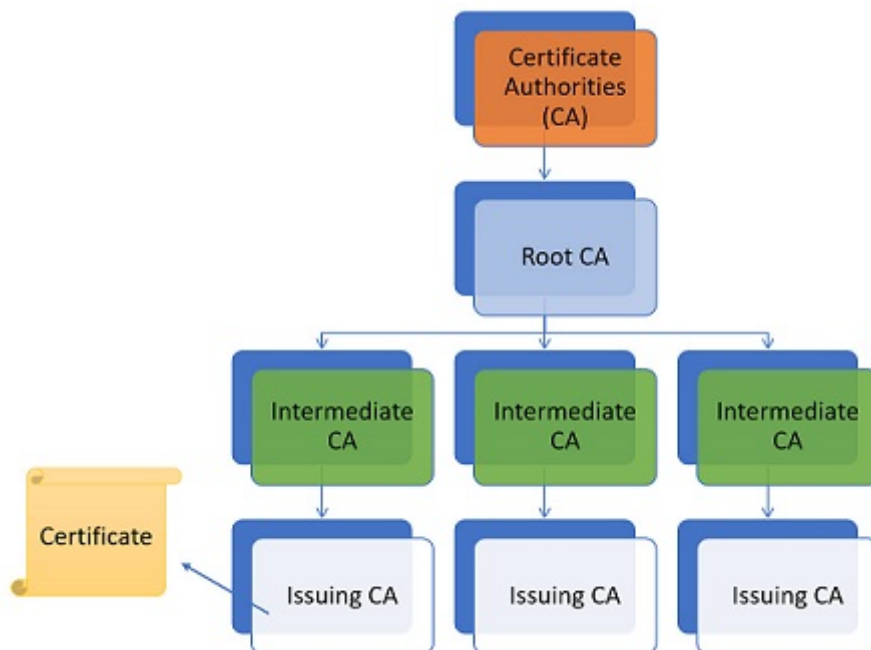 Certificate
Authorities
(CA)
Root CA
Intermediate
CA
Intermediate
CA
Intermediate
CA
Certificate
Issuing CA
Issuing CA
Issuing CA